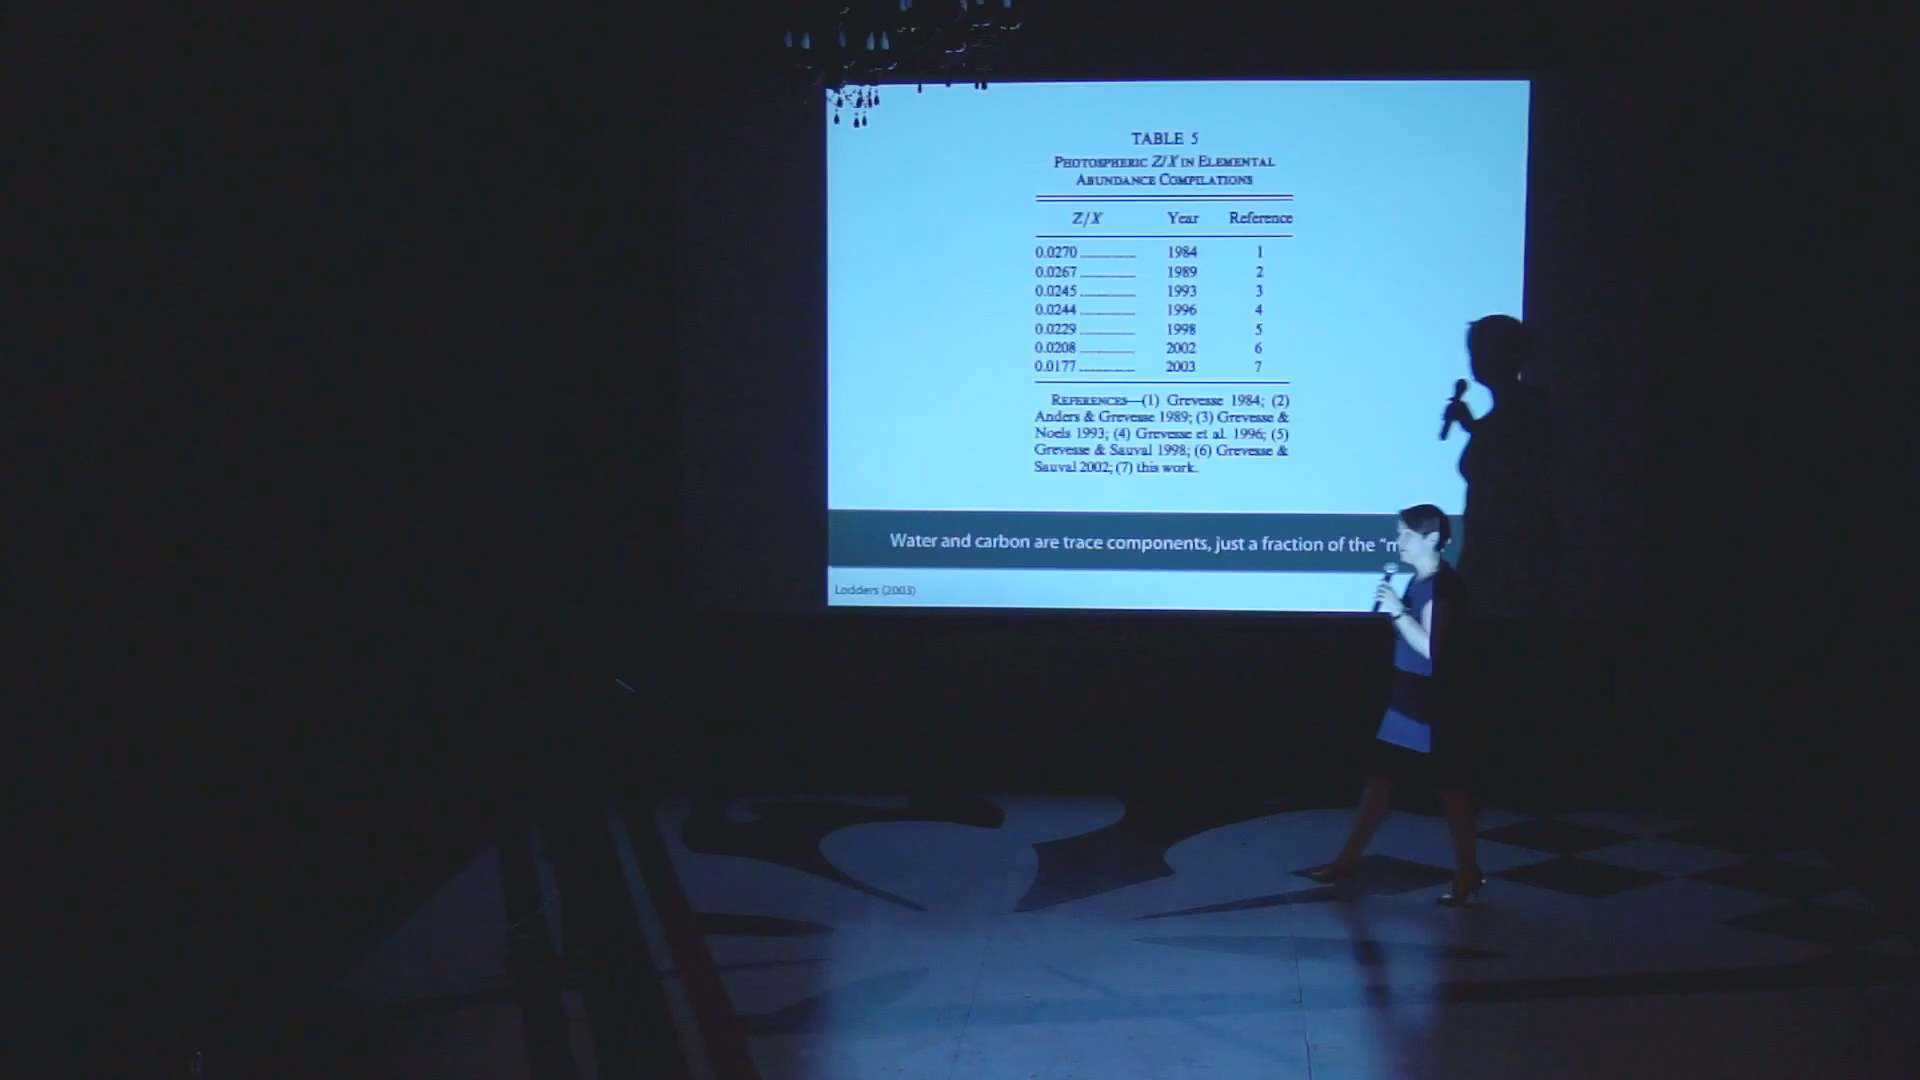 TABLE 5
PHOTOSPHERIC Z/X IN ELEMENTAL
ABUNDANCE COMPILATIONS
Z/X Year Reference
0.0270 1984 1
0.0267 1989 2
0.0245 1993 3
0.0244 1996 4
0.0229 1998 5
0.0208 2002 6
0.0177 2003 7
REFERENCES—(1) Grevesse 1984; (2)
Anders & Grevesse 1989; (3) Grevesse &
Noels 1993; (4) Grevesse et al. 1996; (5)
Grevesse & Sauval 1998; (6) Grevesse &
Sauval 2002; (7) this work.
Water and carbon are trace components, just a fraction of the
Lodders (2003)